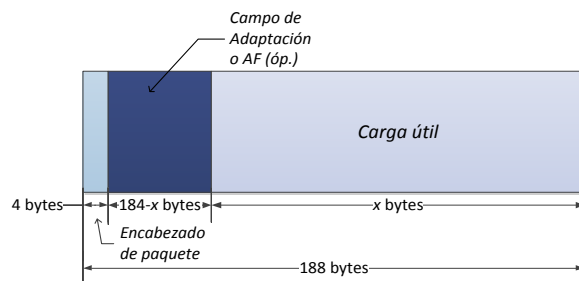 Campo de
Adaptación
o AF (óp.)
Carga útil
4 bytes
184-x bytes
x bytes
Encabezado
de paquete
188 bytes